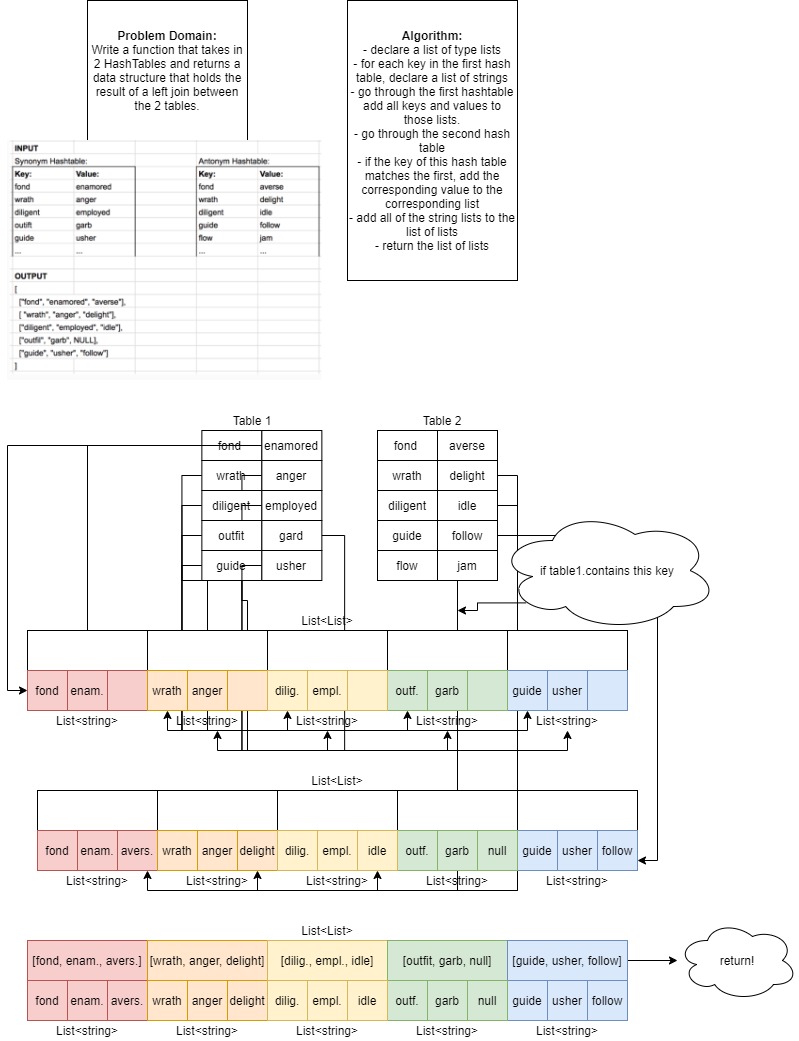 Problem Domain:
Write a function that takes in
2 HashTables and returns a
data structure that holds the
result of a left join between
the 2 tables.
Algorithm:
- declare a list of type lists
- for each key in the first hash
table, declare a list of strings
- go through the first hashtable
add all keys and values to
those lists.
- go through the second hash
table
- if the key of this hash table
matches the first, add the
corresponding value to the
corresponding list
- add all of the string lists to the
list of lists
- return the list of lists
INPUT
Synonym Hashtable: Antonym Hashtable:
Key: Value: Key: Value:
fond enamored fond averse
wrath anger wrath delight
diligent employed diligent idle
outfit garb guide follow
guide usher flow jam
... ... ... ...
OUTPUT
[
["fond", "enamored", "averse"],
[ "wrath", "anger", "delight"],
["diligent", "employed", "idle"],
["outfit", "garb", NULL],
["guide", "usher", "follow"]
]
Table 1 Table 2
fond enamored fond averse
wrath anger wrath delight
diligent employed diligent idle
outfit gard guide follow
guide usher flow jam
if table1.contains this key
List<List>
fond enam. wrath anger dilig. empl. outf. garb guide usher
List<string> List<string> List<string> List<string> List<string>
List<List>
fond enam. avers. wrath anger delight dilig. empl. idle outf. garb null guide usher follow
List<string> List<string> List<string> List<string> List<string>
List<List>
[fond, enam., avers.] [wrath, anger, delight] [dilig., empl., idle] [outfit, garb, null] [guide, usher, follow] return!
fond enam. avers. wrath anger delight dilig. empl. idle outf. garb null guide usher follow
List<string> List<string> List<string> List<string> List<string>